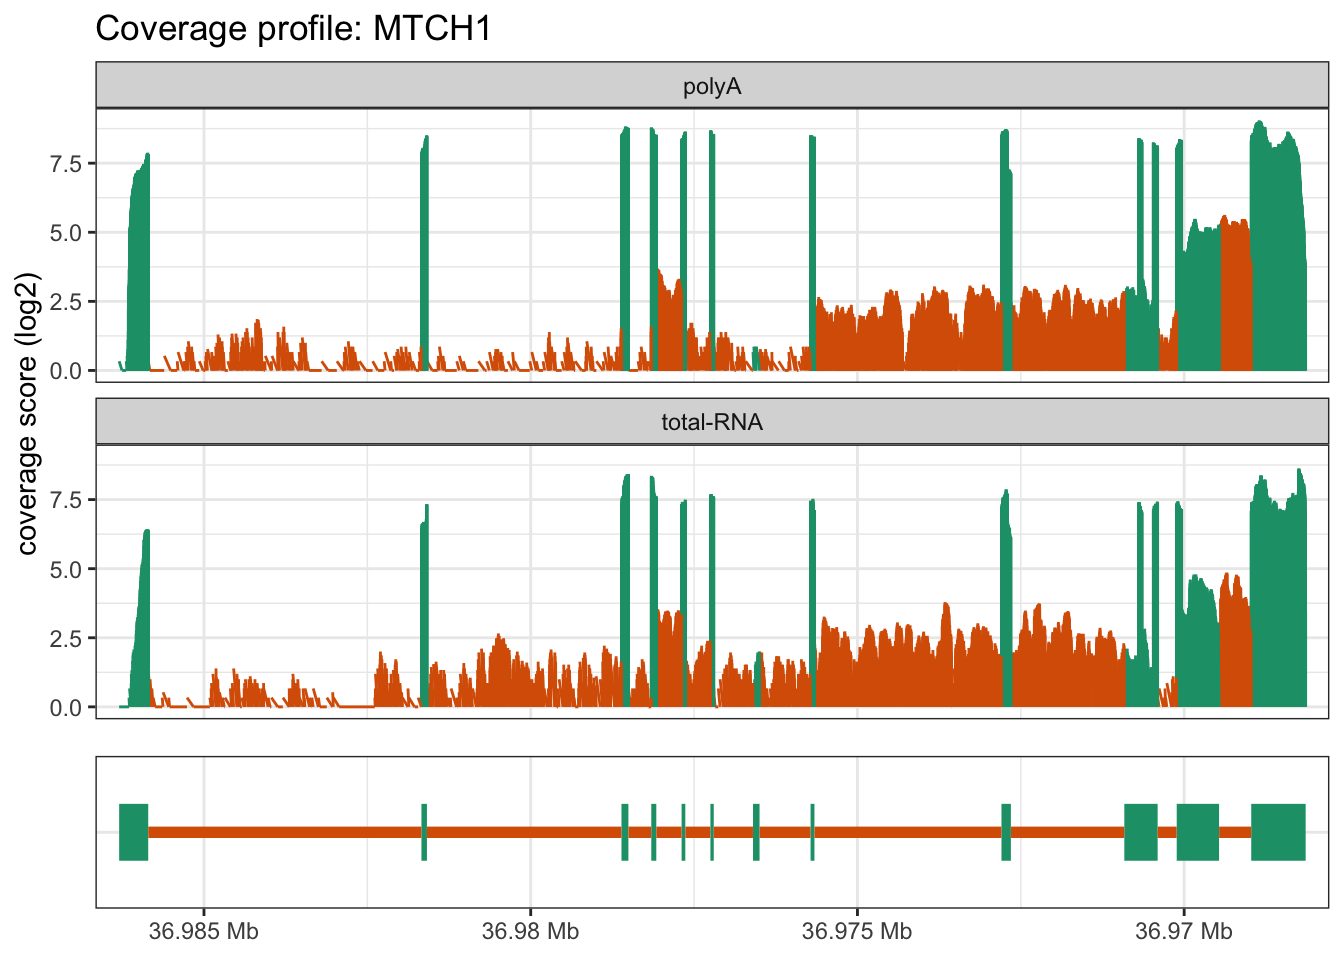 Coverage profile: MTCH1
polyA
7.5
5.0
2.5
0.0
coverage score (log2)
total-RNA
7.5
5.0
2.5
0.0
36.985 Mb
36.98 Mb
36.975 Mb
36.97 Mb